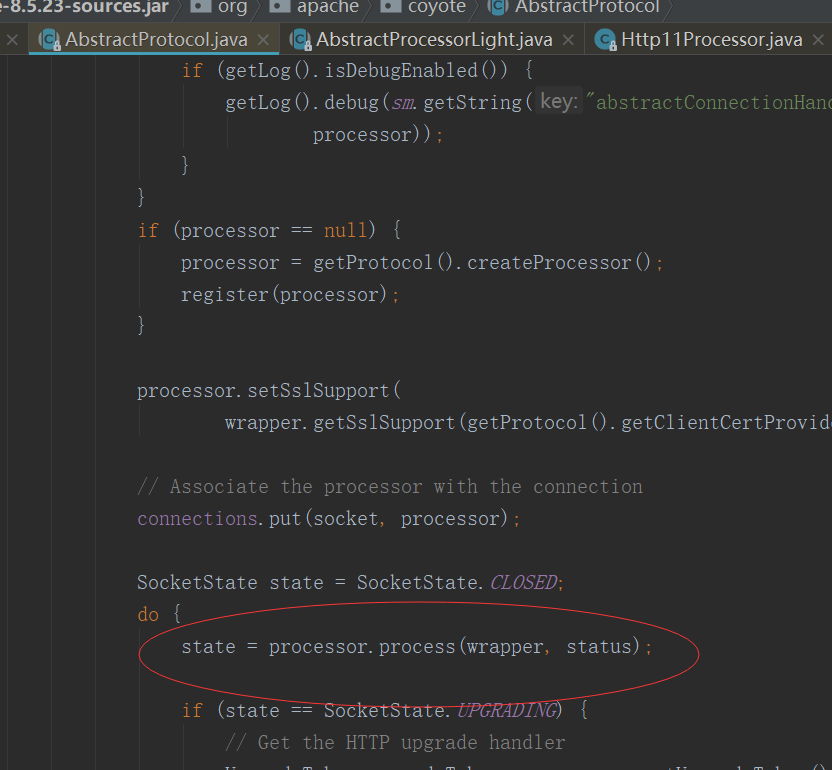 e-8.5.23-sources.jar org apache coyote AbstractProtocol
AbstractProtocol.java AbstractProcessorLight.java Http11Processor.java
if (getLog().isDebugEnabled()) {
getLog().debug(sm.getString( key: "abstractConnectionHan
processor));
}
}
if (processor == null) {
processor = getProtocol().createProcessor();
register(processor);
}
processor.setSslSupport(
wrapper.getSslSupport(getProtocol().getClientCertProvid
// Associate the processor with the connection
connections.put(socket, processor);
SocketState state = SocketState.CLOSED;
do {
state = processor.process(wrapper, status);
if (state == SocketState.UPGRADING) {
// Get the HTTP upgrade handler